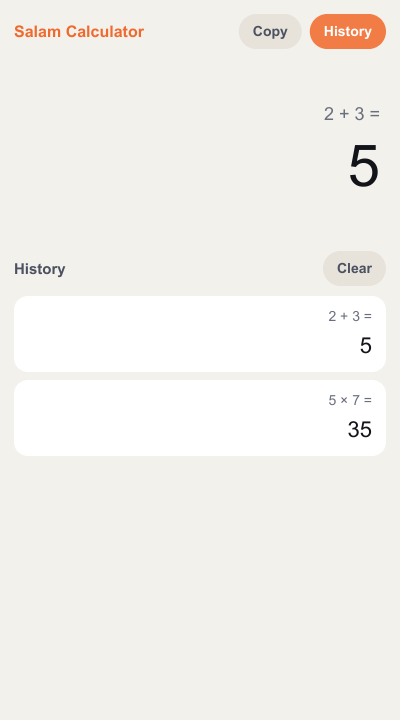 Salam Calculator Copy History
2 + 3 =
5
History Clear
2 + 3 =
5
5 × 7 =
35